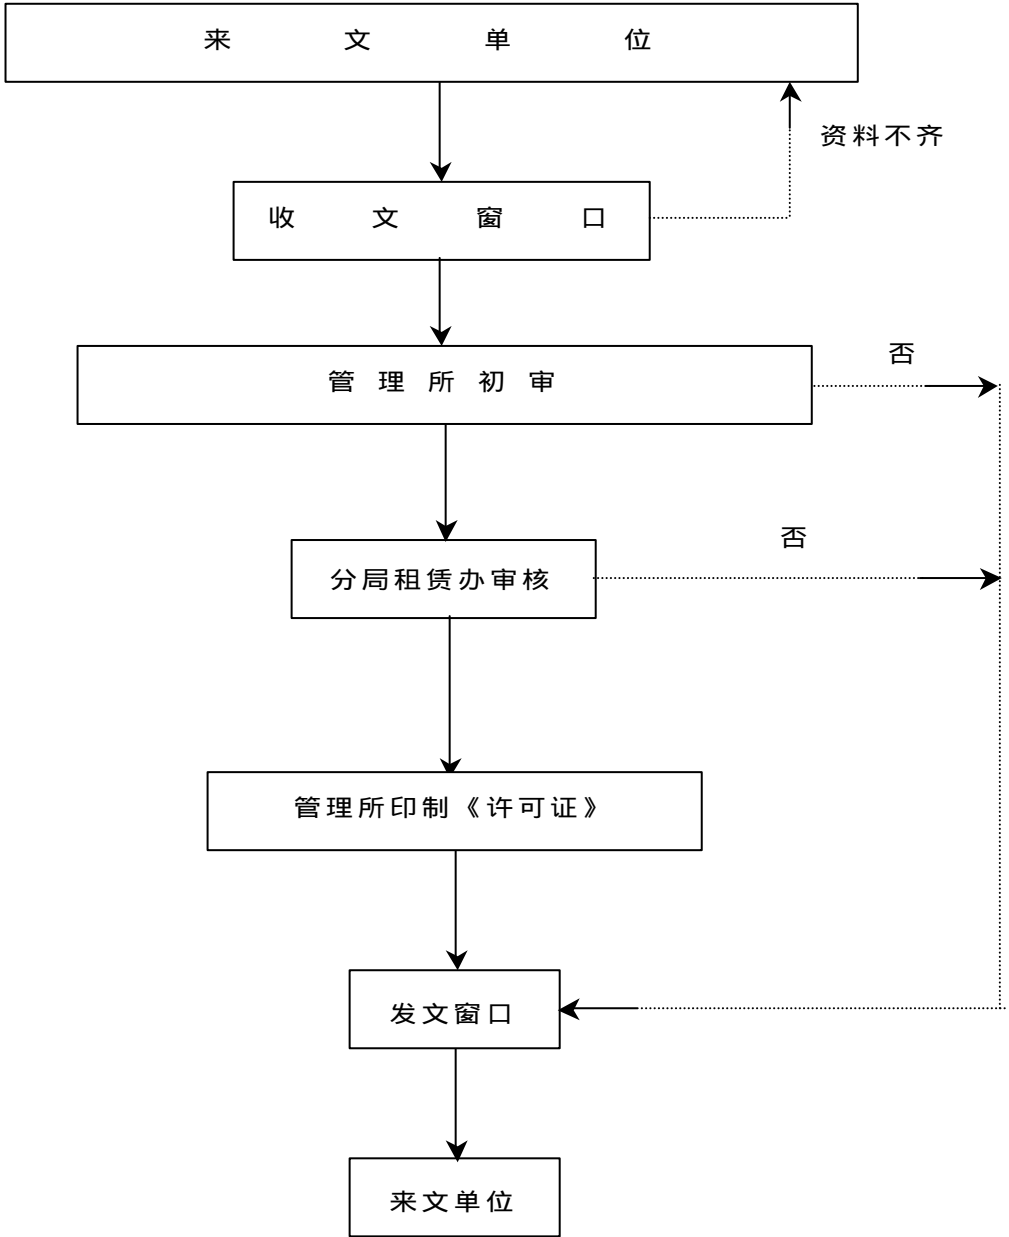 来文单位
资料不齐
收文窗口
否
管理所初审
否
分局租赁办审核
管理所印制《许可证》
发文窗口
来文单位